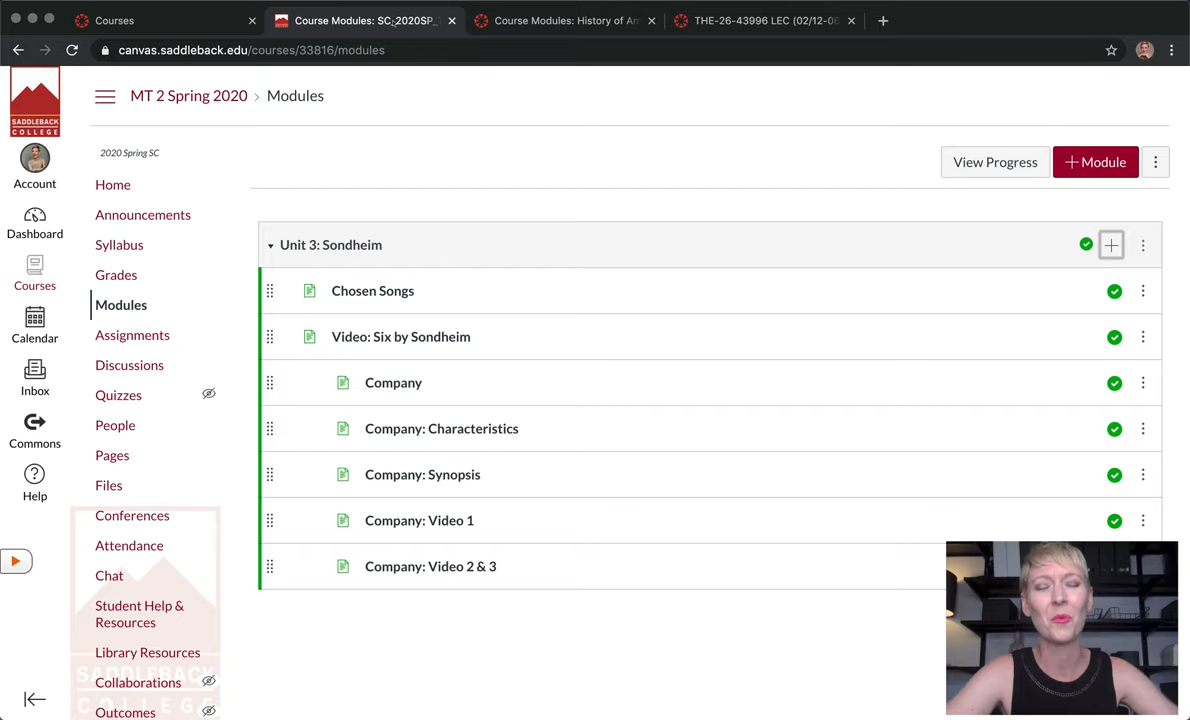 Courses
Course Modules: SC_2020SP_
Course Modules: History of Am
THE-26-43996 LEC (02/12-06
canvas.saddleback.edu/courses/33816/modules
SADDLEBACK
COLLEGE
MT 2 Spring 2020 > Modules
2020 Spring SC
View Progress
+ Module
Account
Dashboard
Courses
Calendar
Inbox
Commons
Help
Home
Announcements
Syllabus
Grades
Modules
Assignments
Discussions
Quizzes
People
Pages
Files
Conferences
Attendance
Chat
Student Help &
Resources
Library Resources
Collaborations
Outcomes
SADDLEBACK
COLLEGE
Unit 3: Sondheim
Chosen Songs
Video: Six by Sondheim
Company
Company: Characteristics
Company: Synopsis
Company: Video 1
Company: Video 2 & 3